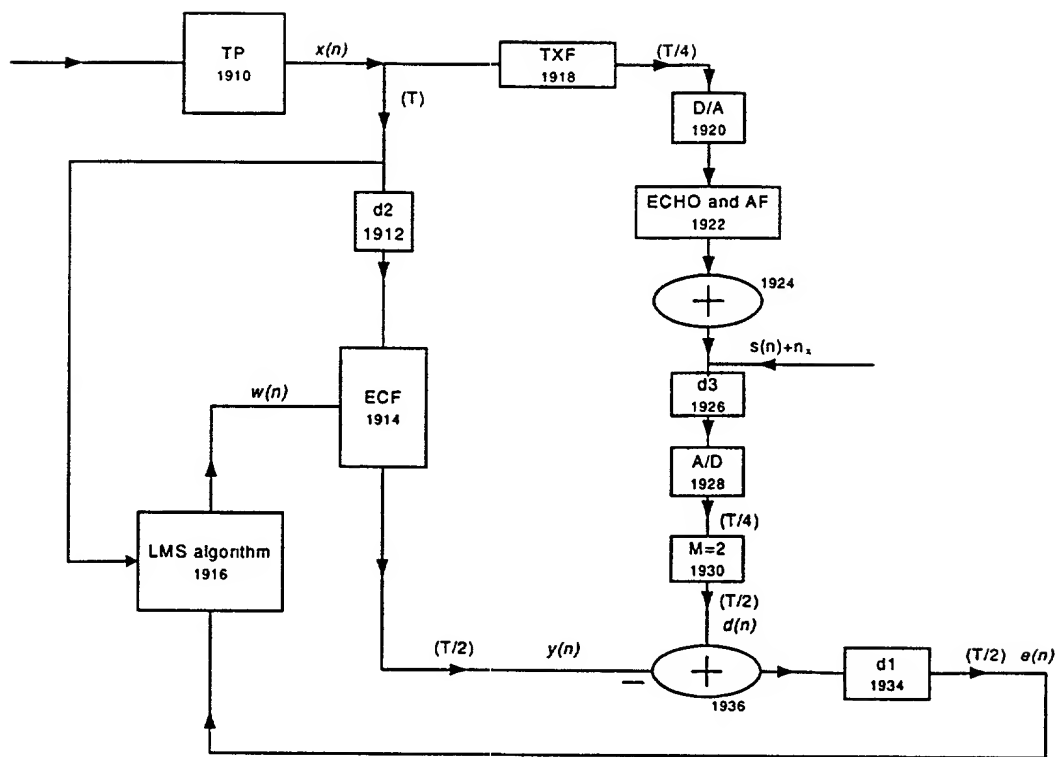 TP
1910
x(n)
(T)
TXF
1918
(T/4)
D/A
1920
ECHO and AF
1922
+
1924
s(n)+nₓ
d3
1926
A/D
1928
(T/4)
M=2
1930
(T/2)
d(n)
d2
1912
ECF
1914
w(n)
LMS algorithm
1916
(T/2)
y(n)
−
+
1936
d1
1934
(T/2)
e(n)